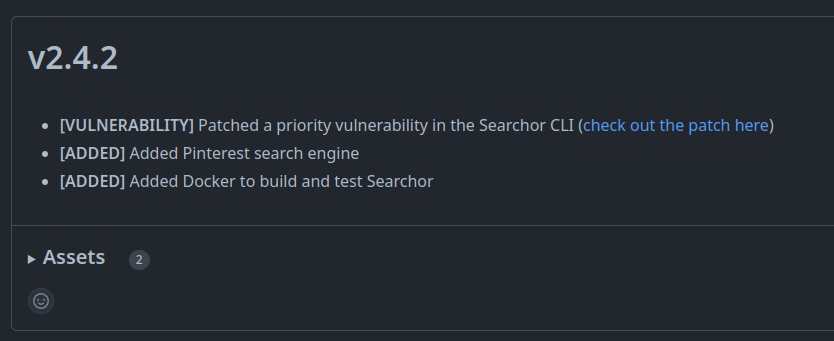 v2.4.2
[VULNERABILITY] Patched a priority vulnerability in the Searchor CLI (check out the patch here)
[ADDED] Added Pinterest search engine
[ADDED] Added Docker to build and test Searchor
Assets 2